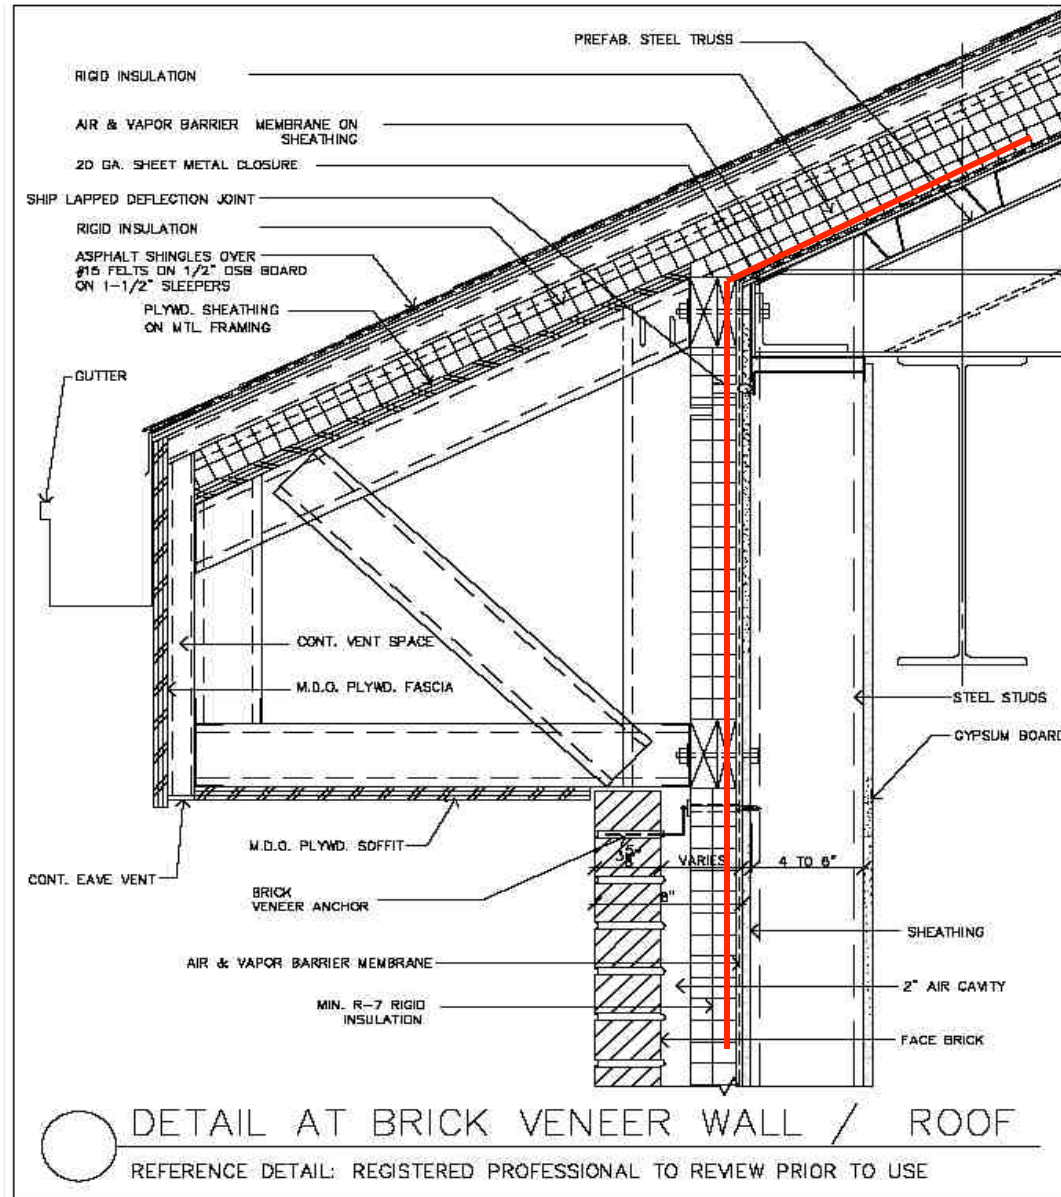 PREFAB. STEEL TRUSS
RIGID INSULATION
AIR & VAPOR BARRIER MEMBRANE ON
SHEATHING
20 GA. SHEET METAL CLOSURE
SHIP LAPPED DEFLECTION JOINT
RIGID INSULATION
ASPHALT SHINGLES OVER
#15 FELTS ON 1/2" OSB BOARD
ON 1-1/2" SLEEPERS
PLYWD. SHEATHING
ON MTL. FRAMING
GUTTER
CONT. VENT SPACE
M.D.O. PLYWD. FASCIA
STEEL STUDS
GYPSUM BOARD
M.D.O. PLYWD. SOFFIT
3 5/8"
VARIES
4 TO 6"
CONT. EAVE VENT
BRICK
VENEER ANCHOR
8"
SHEATHING
AIR & VAPOR BARRIER MEMBRANE
2" AIR CAVITY
MIN. R-7 RIGID
INSULATION
FACE BRICK
DETAIL AT BRICK VENEER WALL / ROOF
REFERENCE DETAIL: REGISTERED PROFESSIONAL TO REVIEW PRIOR TO USE